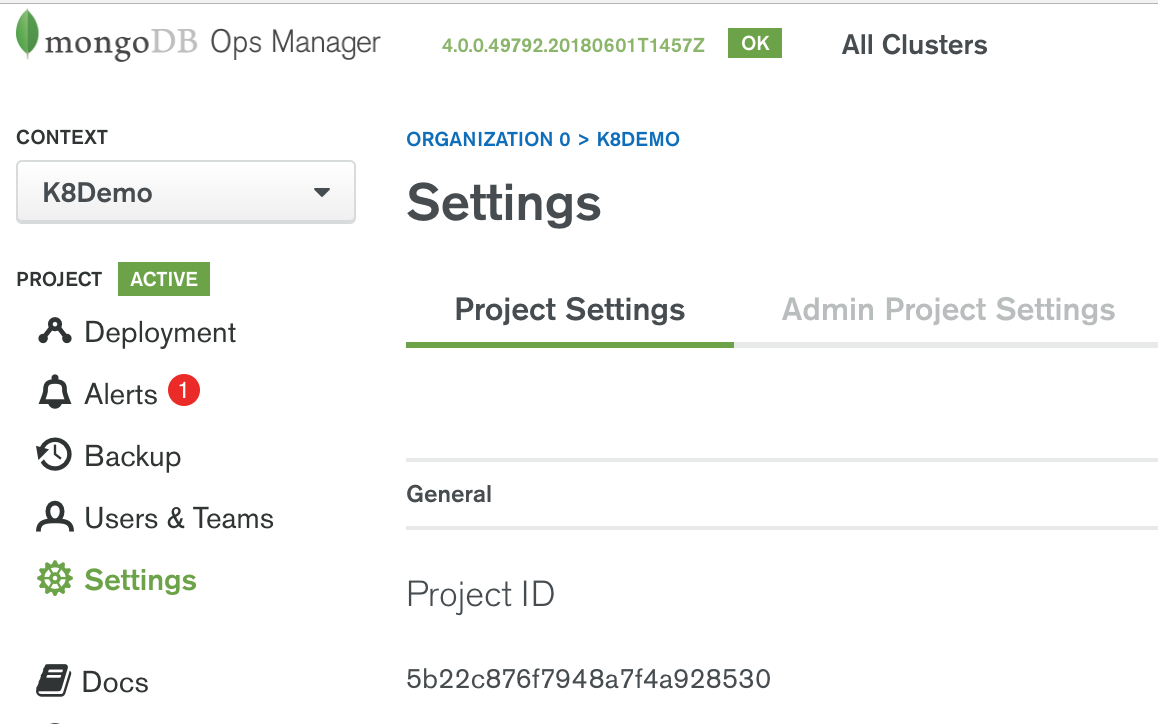 mongoDB Ops Manager 4.0.0.49792.20180601T1457Z OK All Clusters
CONTEXT
K8Demo
PROJECT ACTIVE
Deployment
Alerts 1
Backup
Users & Teams
Settings
Docs
ORGANIZATION 0 > K8DEMO
Settings
Project Settings Admin Project Settings
General
Project ID
5b22c876f7948a7f4a928530